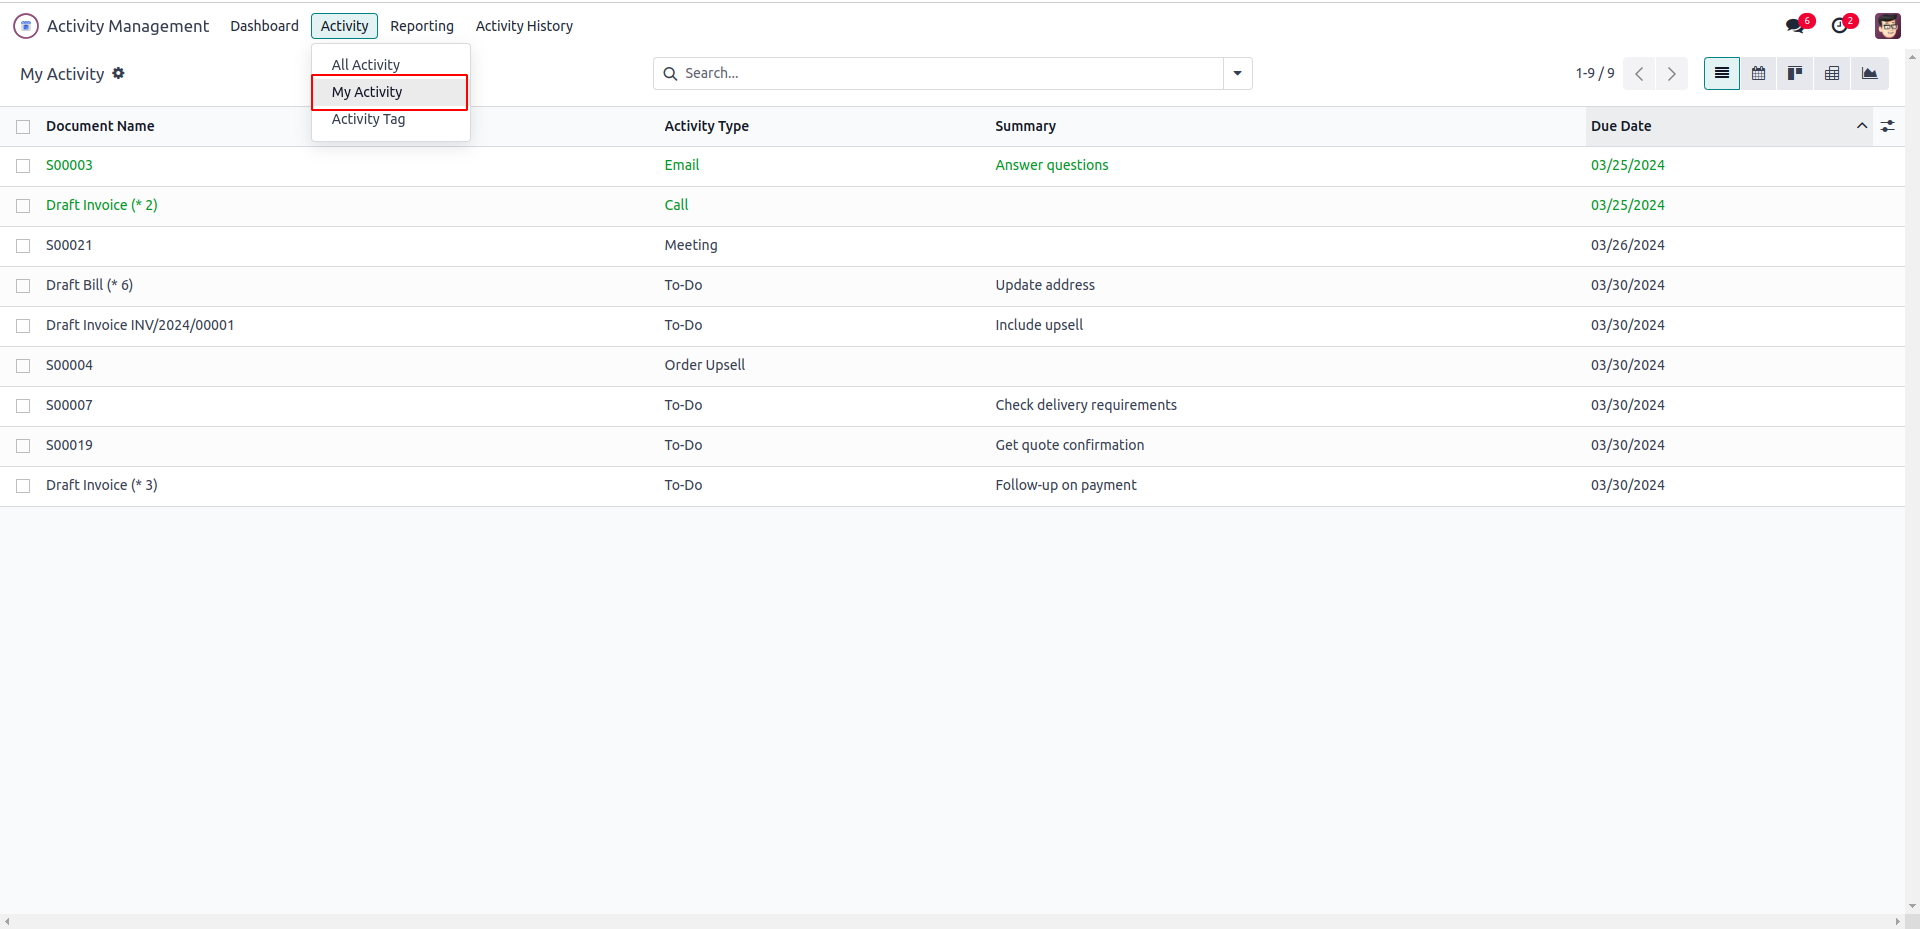 Activity Management Dashboard Activity Reporting Activity History 6 2
All Activity
My Activity Search... 1-9 / 9
My Activity
Activity Tag
Document Name Activity Type Summary Due Date
S00003 Email Answer questions 03/25/2024
Draft Invoice (* 2) Call 03/25/2024
S00021 Meeting 03/26/2024
Draft Bill (* 6) To-Do Update address 03/30/2024
Draft Invoice INV/2024/00001 To-Do Include upsell 03/30/2024
S00004 Order Upsell 03/30/2024
S00007 To-Do Check delivery requirements 03/30/2024
S00019 To-Do Get quote confirmation 03/30/2024
Draft Invoice (* 3) To-Do Follow-up on payment 03/30/2024